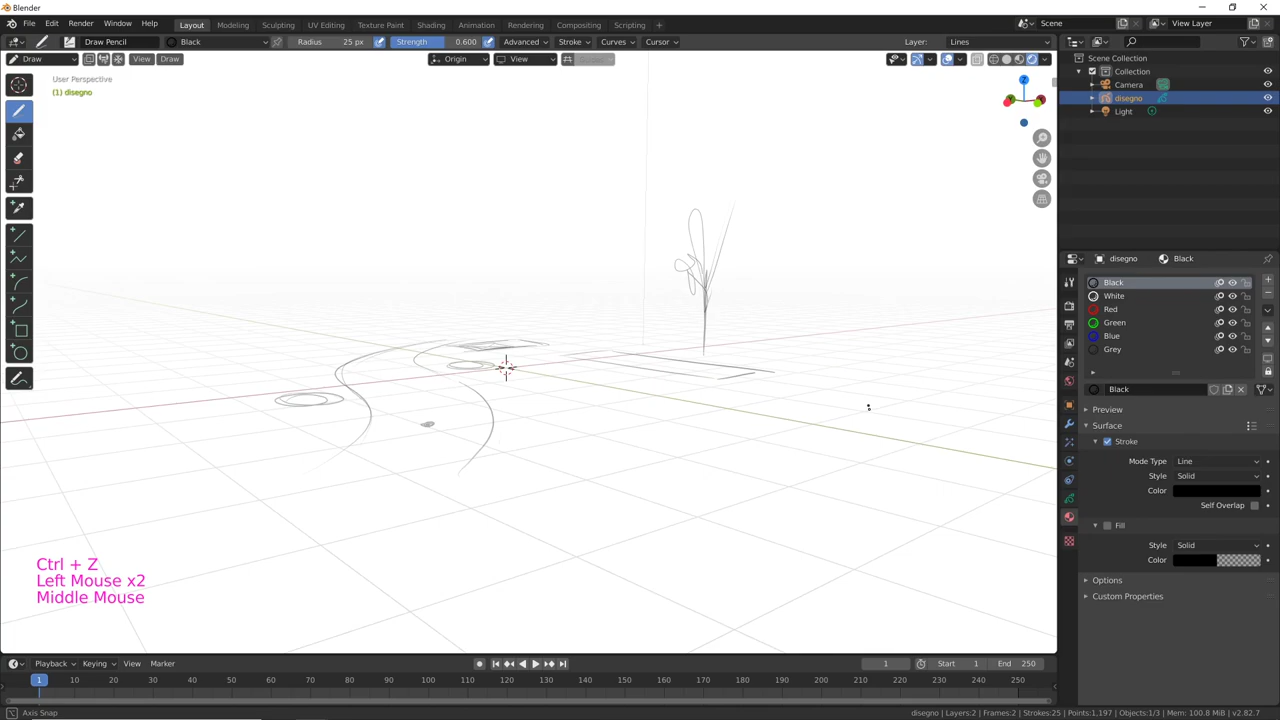 Blender
File Edit Render Window Help Layout Modeling Sculpting UV Editing Texture Paint Shading Animation Rendering Compositing Scripting + Scene View Layer
Draw Pencil Black Radius 25 px Strength 0.600 Advanced Stroke Curves Cursor Layer: Lines
Draw View Draw Origin View
User Perspective
(1) disegno
Z
Scene Collection
Collection
Camera
disegno
Light
disegno Black
Black
White
Red
Green
Blue
Grey
Black
Preview
Surface
Stroke
Mode Type Line
Style Solid
Color
Self Overlap
Fill
Style Solid
Color
Options
Custom Properties
Ctrl + Z
Left Mouse x2
Middle Mouse
Playback Keying View Marker 1 Start 1 End 250
1 10 20 30 40 50 60 70 80 90 100 110 120 130 140 150 160 170 180 190 200 210 220 230 240 250
Axis Snap disegno | Layers:2 | Frames:2 | Strokes:25 | Points:1,197 | Objects:1/3 | Mem: 100.8 MiB | v2.82.7